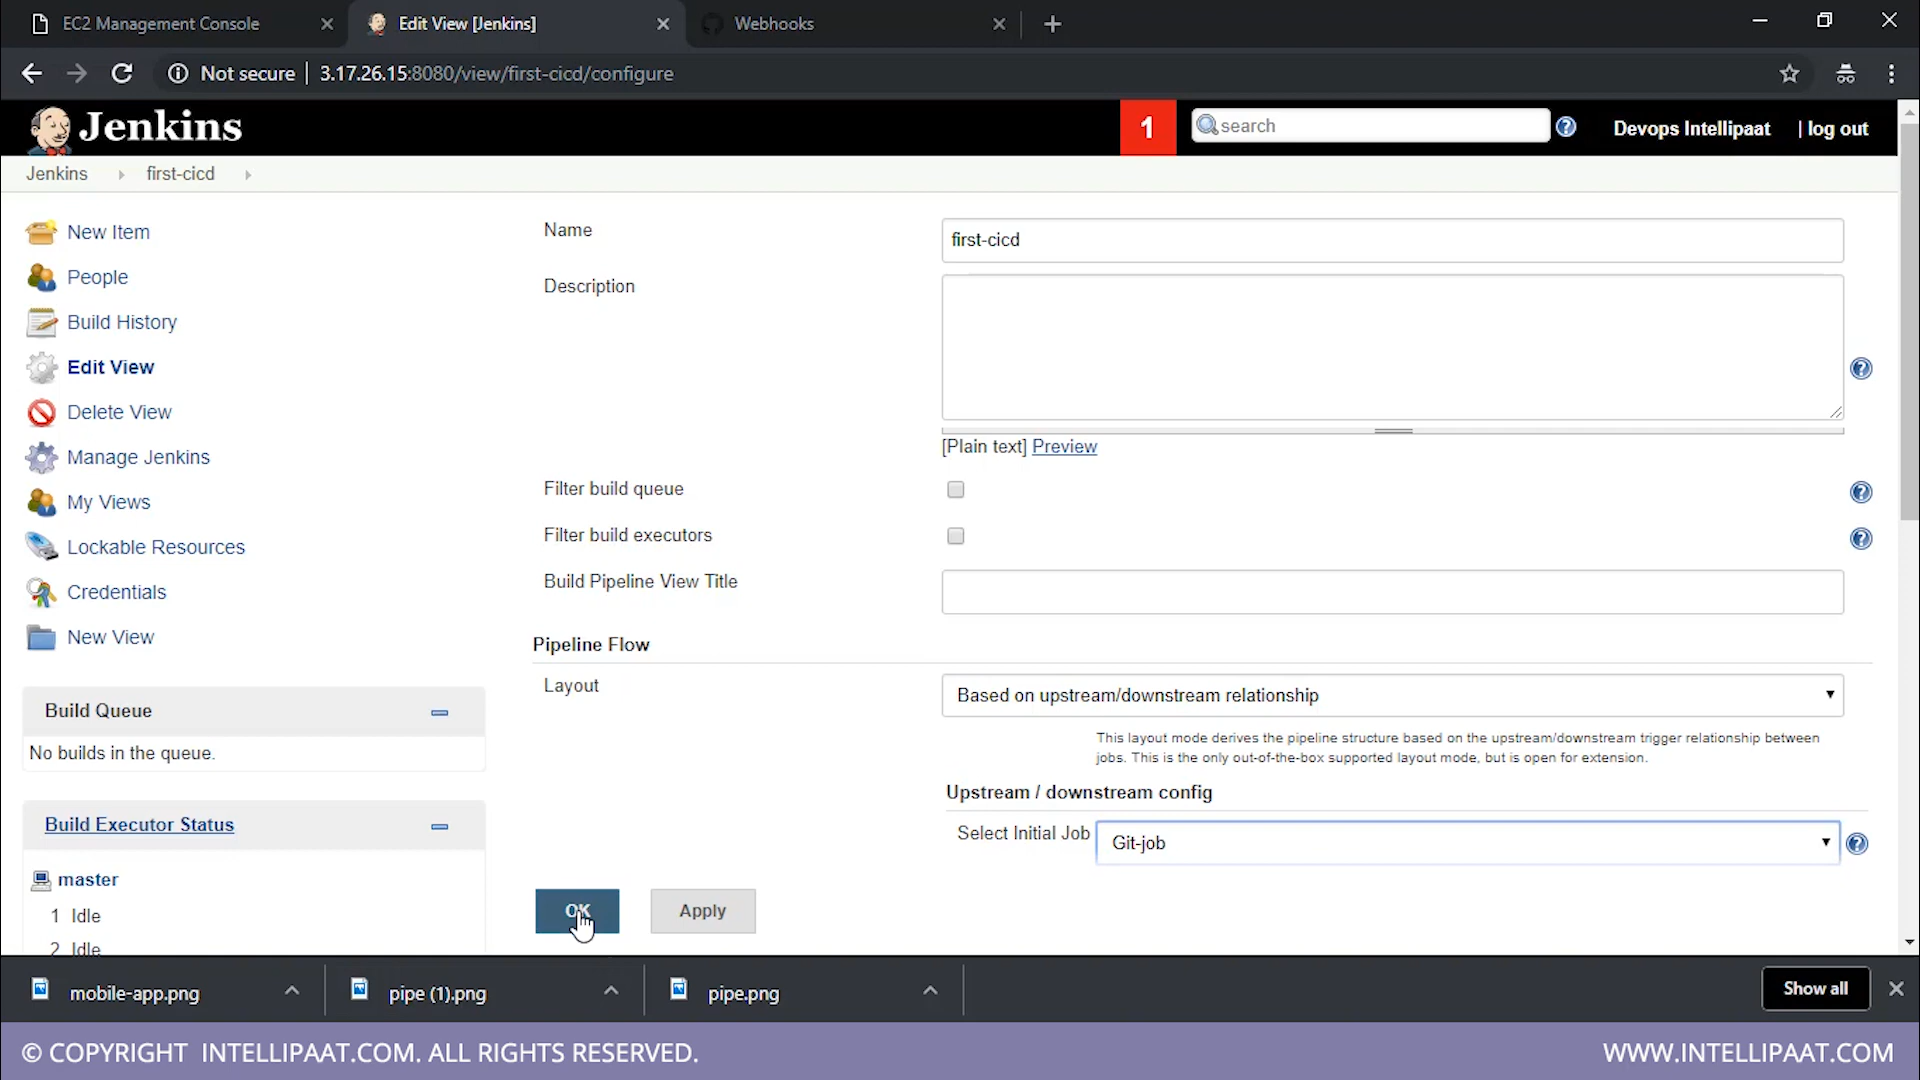 EC2 Management Console
Edit View [Jenkins]
Webhooks
Not secure
3.17.26.15:8080/view/first-cicd/configure
Jenkins
1
search
Devops Intellipaat
| log out
Jenkins
first-cicd
New Item
People
Build History
Edit View
Delete View
Manage Jenkins
My Views
Lockable Resources
Credentials
New View
Build Queue
No builds in the queue.
Build Executor Status
master
1 Idle
2 Idle
Name
first-cicd
Description
[Plain text] Preview
Filter build queue
Filter build executors
Build Pipeline View Title
Pipeline Flow
Layout
Based on upstream/downstream relationship
This layout mode derives the pipeline structure based on the upstream/downstream trigger relationship between
jobs. This is the only out-of-the-box supported layout mode, but is open for extension.
Upstream / downstream config
Select Initial Job
Git-job
OK
Apply
mobile-app.png
pipe (1).png
pipe.png
Show all
© COPYRIGHT INTELLIPAAT.COM. ALL RIGHTS RESERVED.
WWW.INTELLIPAAT.COM